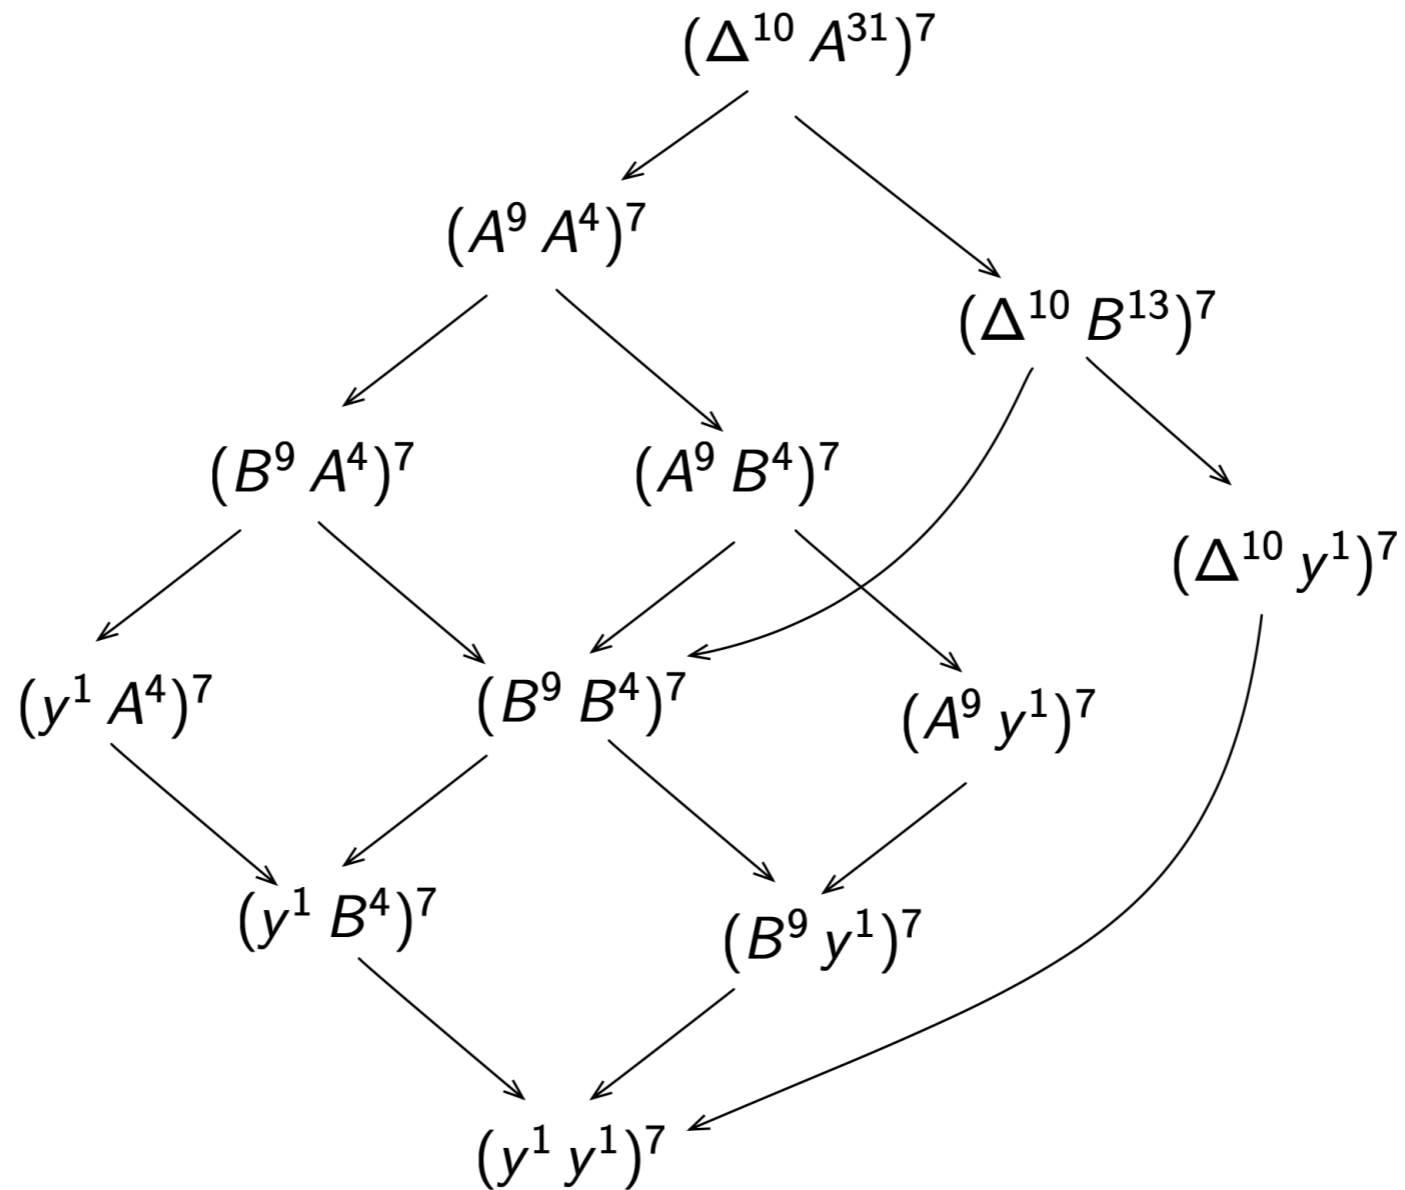 (Δ¹⁰ A³¹)⁷
(A⁹ A⁴)⁷
(Δ¹⁰ B¹³)⁷
(B⁹ A⁴)⁷ (A⁹ B⁴)⁷
(Δ¹⁰ y¹)⁷
(y¹ A⁴)⁷ (B⁹ B⁴)⁷ (A⁹ y¹)⁷
(y¹ B⁴)⁷ (B⁹ y¹)⁷
(y¹ y¹)⁷